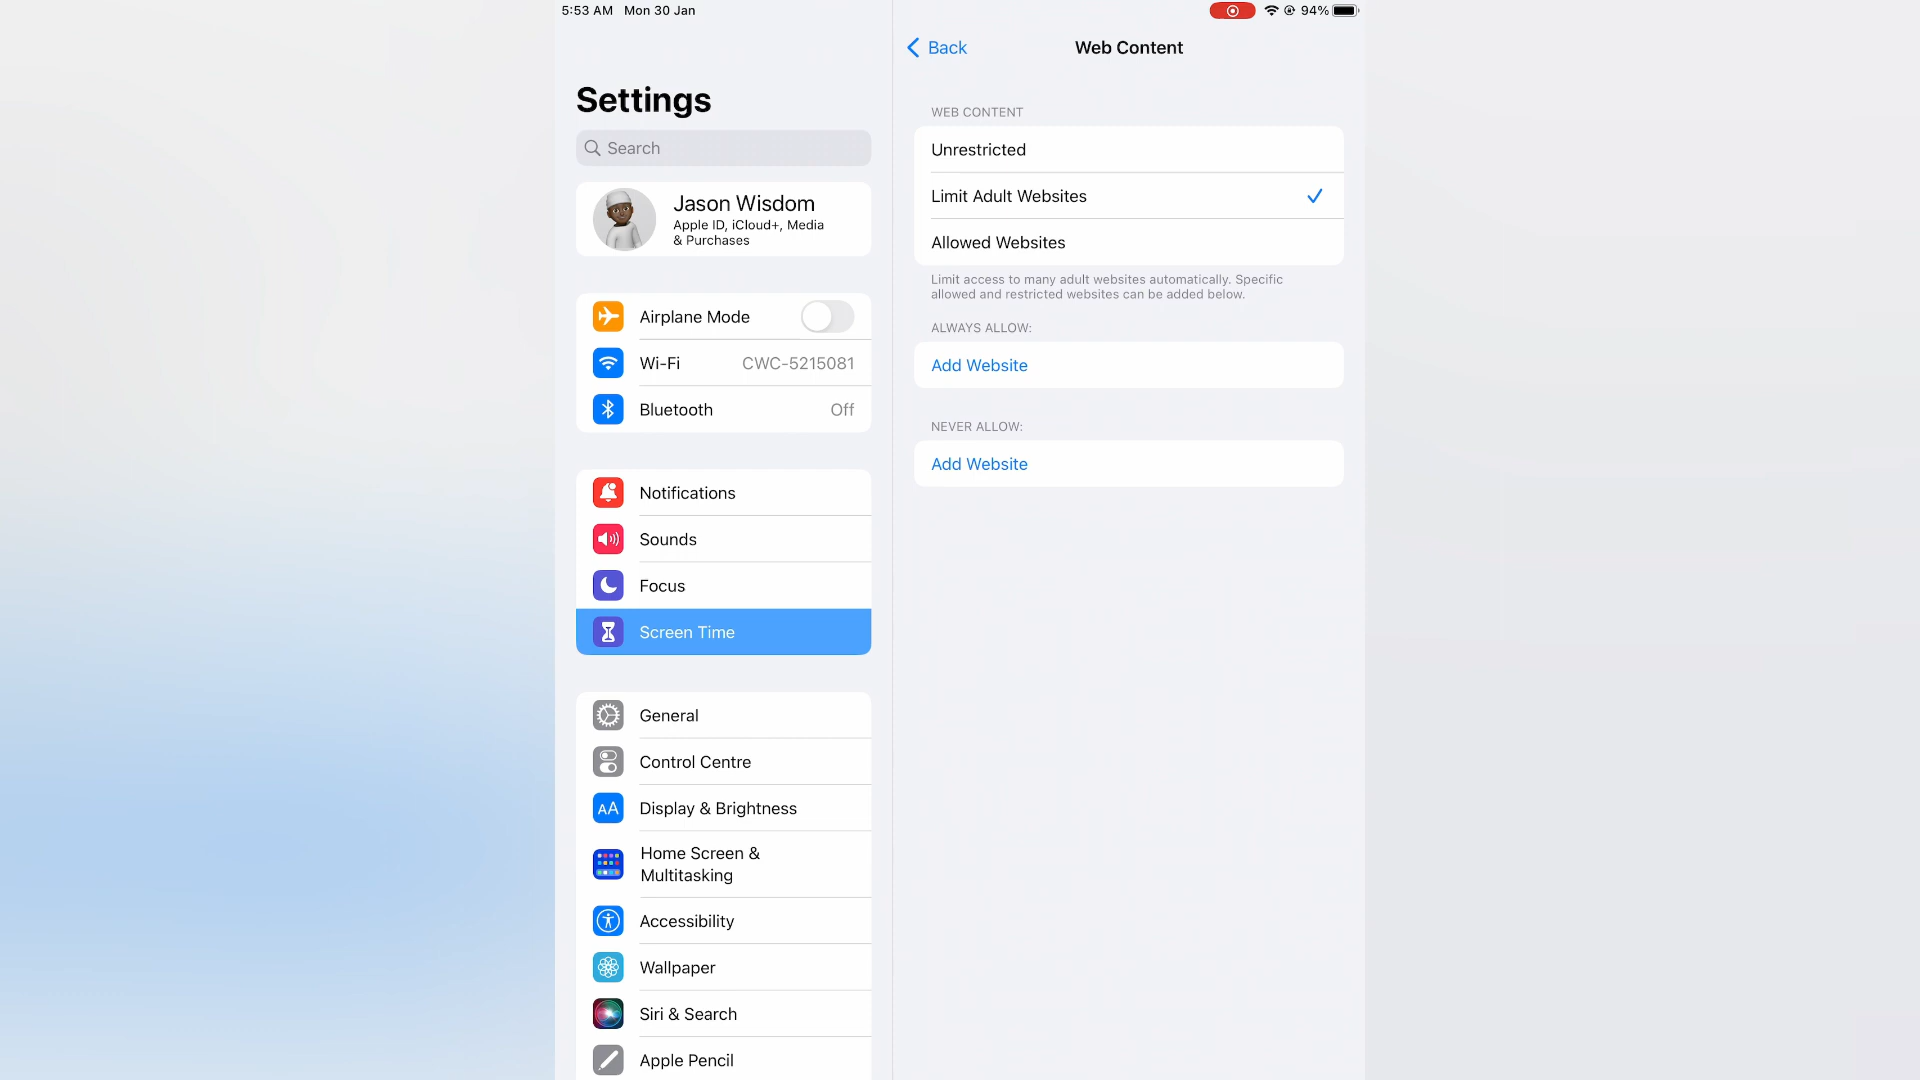 5:53 AM Mon 30 Jan
94%
Settings
Search
Jason Wisdom
Apple ID, iCloud+, Media
& Purchases
Airplane Mode
Wi-Fi CWC-5215081
Bluetooth Off
Notifications
Sounds
Focus
Screen Time
General
Control Centre
AA Display & Brightness
Home Screen &
Multitasking
Accessibility
Wallpaper
Siri & Search
Apple Pencil
Back
Web Content
WEB CONTENT
Unrestricted
Limit Adult Websites
Allowed Websites
Limit access to many adult websites automatically. Specific
allowed and restricted websites can be added below.
ALWAYS ALLOW:
Add Website
NEVER ALLOW:
Add Website